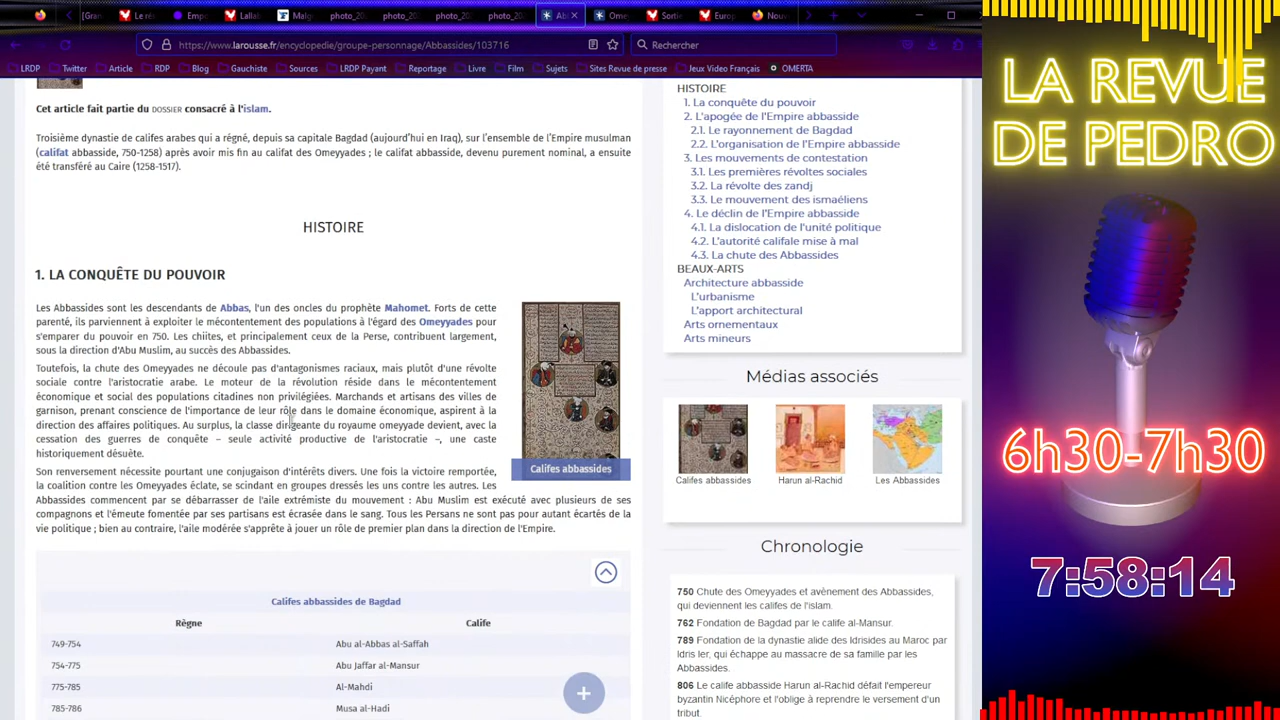 Le ré
Empo
Lallat
Malg
photo_20
photo_20
photo_20
photo_20
Ab
Ome
Sortie
Europ
Nou
https://www.larousse.fr/encyclopedie/groupe-personnage/Abbassides/103716
Rechercher
LRDP
Twitter
Article
RDP
Blog
Gauchiste
Sources
LRDP Payant
Reportage
Livre
Film
Sujets
Sites Revue de presse
Jeux Video Français
OMERTA
Cet article fait partie du DOSSIER consacré à l'islam.
Troisième dynastie de califes arabes qui a régné, depuis sa capitale Bagdad (aujourd'hui en Iraq), sur l'ensemble de l'Empire musulman
(califat abbasside, 750-1258) après avoir mis fin au califat des Omeyyades ; le califat abbasside, devenu purement nominal, a ensuite
été transféré au Caire (1258-1517).
HISTOIRE
1. LA CONQUÊTE DU POUVOIR
Les Abbassides sont les descendants de Abbas, l'un des oncles du prophète Mahomet. Forts de cette
parenté, ils parviennent à exploiter le mécontentement des populations à l'égard des Omeyyades pour
s'emparer du pouvoir en 750. Les chiites, et principalement ceux de la Perse, contribuent largement,
sous la direction d'Abu Muslim, au succès des Abbassides.
Toutefois, la chute des Omeyyades ne découle pas d'antagonismes raciaux, mais plutôt d'une révolte
sociale contre l'aristocratie arabe. Le moteur de la révolution réside dans le mécontentement
économique et social des populations citadines non privilégiées. Marchands et artisans des villes de
garnison, prenant conscience de l'importance de leur rôle dans le domaine économique, aspirent à la
direction des affaires politiques. Au surplus, la classe dirigeante du royaume omeyyade devient, avec la
cessation des guerres de conquête – seule activité productive de l'aristocratie –, une caste
historiquement désuète.
Califes abbassides
Son renversement nécessite pourtant une conjugaison d'intérêts divers. Une fois la victoire remportée,
la coalition contre les Omeyyades éclate, se scindant en groupes dressés les uns contre les autres. Les
Abbassides commencent par se débarrasser de l'aile extrémiste du mouvement : Abu Muslim est exécuté avec plusieurs de ses
compagnons et l'émeute fomentée par ses partisans est écrasée dans le sang. Tous les Persans ne sont pas pour autant écartés de la
vie politique ; bien au contraire, l'aile modérée s'apprête à jouer un rôle de premier plan dans la direction de l'Empire.
Califes abbassides de Bagdad
Règne Calife
749-754 Abu al-Abbas al-Saffah
754-775 Abu Jaffar al-Mansur
775-785 Al-Mahdi
785-786 Musa al-Hadi
HISTOIRE
1. La conquête du pouvoir
2. L'apogée de l'Empire abbasside
2.1. Le rayonnement de Bagdad
2.2. L'organisation de l'Empire abbasside
3. Les mouvements de contestation
3.1. Les premières révoltes sociales
3.2. La révolte des zandj
3.3. Le mouvement des ismaéliens
4. Le déclin de l'Empire abbasside
4.1. La dislocation de l'unité politique
4.2. L'autorité califale mise à mal
4.3. La chute des Abbassides
BEAUX-ARTS
Architecture abbasside
L'urbanisme
L'apport architectural
Arts ornementaux
Arts mineurs
Médias associés
Califes abbassides
Harun al-Rachid
Les Abbassides
Chronologie
750 Chute des Omeyyades et avènement des Abbassides,
qui deviennent les califes de l'islam.
762 Fondation de Bagdad par le calife al-Mansur.
789 Fondation de la dynastie alide des Idrisides au Maroc par
Idris Ier, qui échappe au massacre de sa famille par les
Abbassides.
806 Le calife abbasside Harun al-Rachid défait l'empereur
byzantin Nicéphore et l'oblige à reprendre le versement d'un
tribut.
LA REVUE
DE PEDRO
6h30-7h30
7:58:14